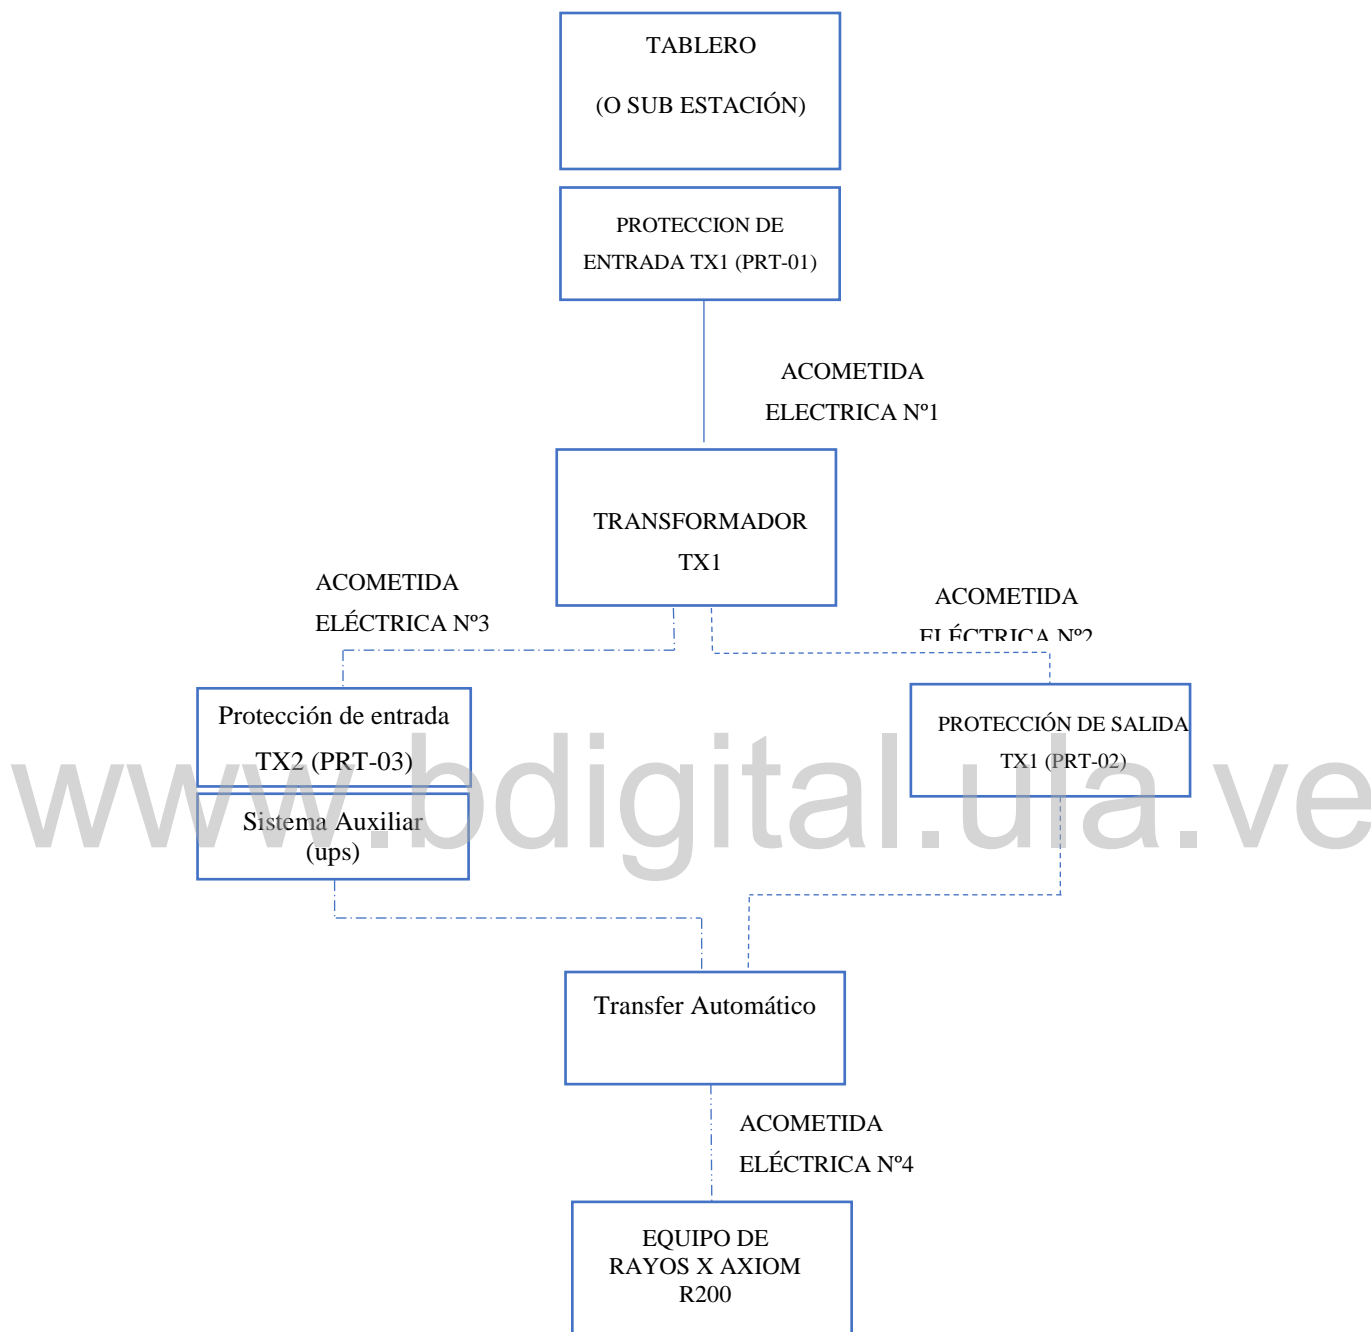 TABLERO
(O SUB ESTACIÓN)
PROTECCION DE
ENTRADA TX1 (PRT-01)
ACOMETIDA
ELECTRICA Nº1
TRANSFORMADOR
TX1
ACOMETIDA
ELÉCTRICA Nº3
ACOMETIDA
ELÉCTRICA Nº2
Protección de entrada
TX2 (PRT-03)
PROTECCIÓN DE SALIDA
TX1 (PRT-02)
www.bdigital.ula.ve
Sistema Auxiliar
(ups)
Transfer Automático
ACOMETIDA
ELÉCTRICA Nº4
EQUIPO DE
RAYOS X AXIOM
R200